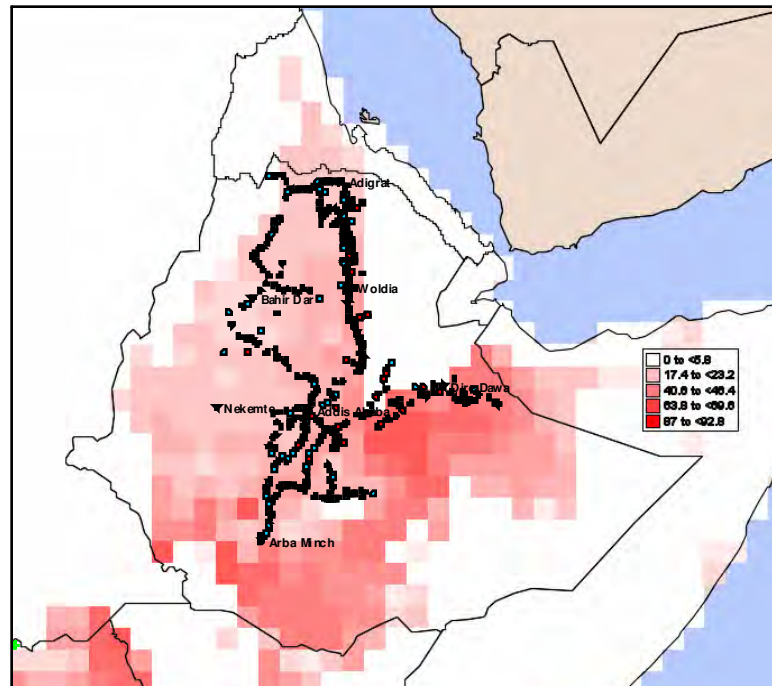 Adigrat
Woldia
Bahir Dar
Dire Dawa
Nekemte
Addis Ababa
Arba Minch
0 to <5.8
17.4 to <23.2
40.6 to <46.4
63.8 to <69.6
87 to <92.8